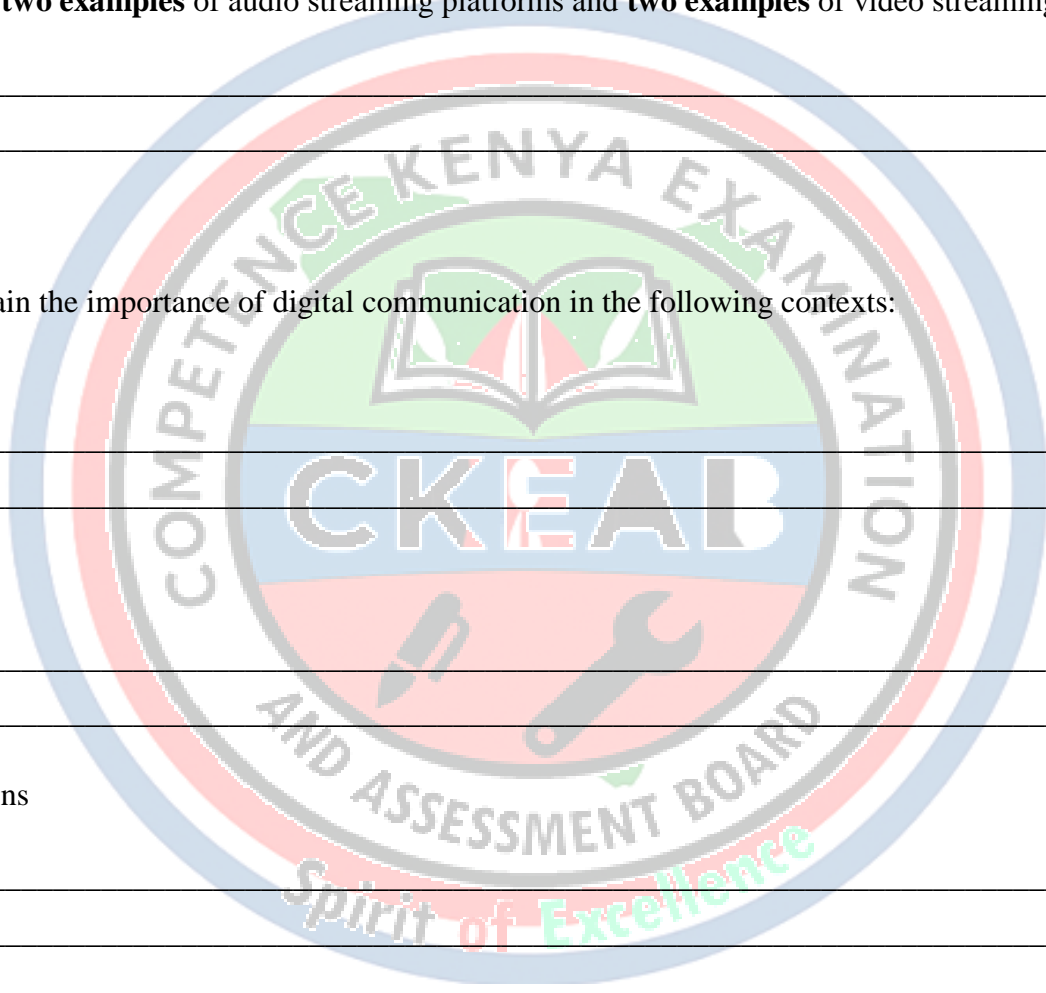 two examples of audio streaming platforms and two examples of video streaming
COMPETENCE KENYA EXAMINATION
ain the importance of digital communication in the following contexts:
CKEAB
AND ASSESSMENT BOARD
ns
Spirit of Excellence